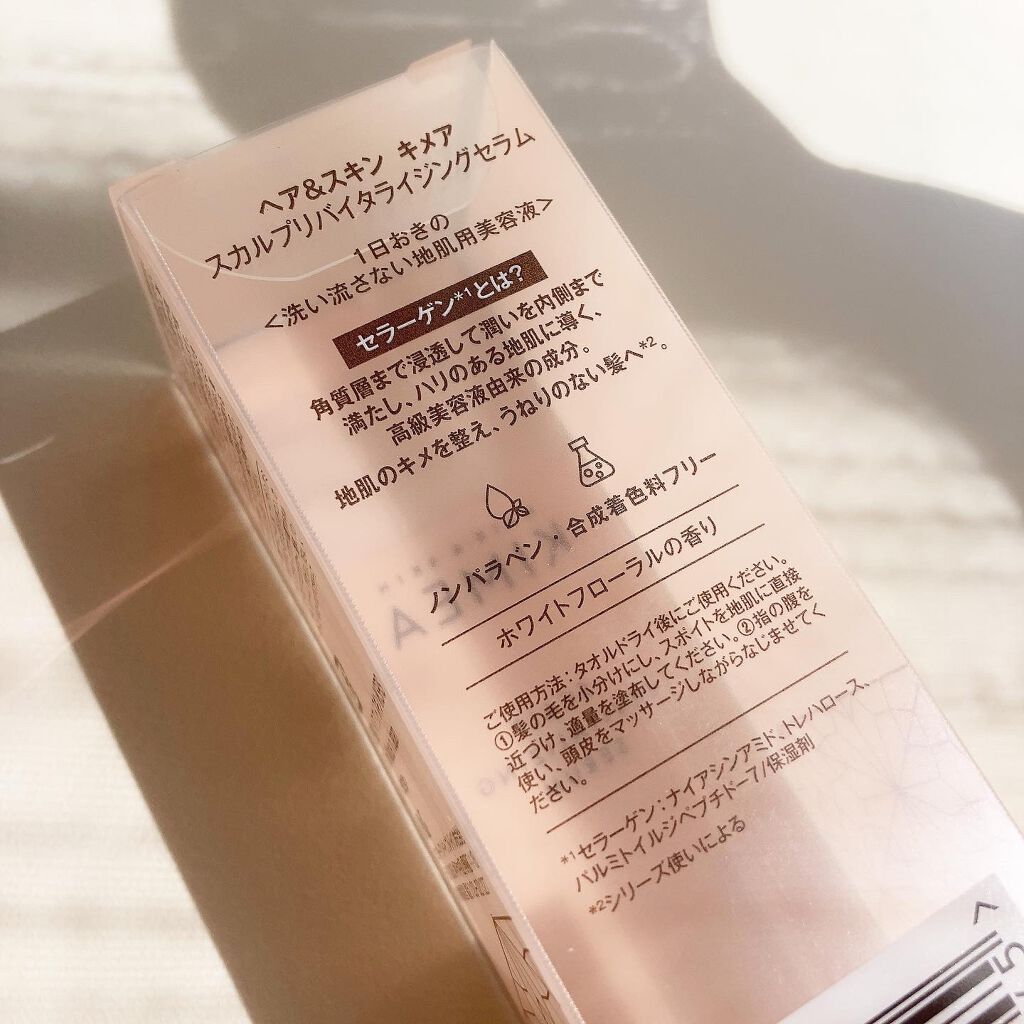 ヘア&スキン キメア
スカルプリバイタライジングセラム
1日おきの
<洗い流さない地肌用美容液>
セラーゲン*1とは?
角質層まで浸透して潤いを内側まで
満たし、ハリのある地肌に導く、
高級美容液由来の成分。
地肌のキメを整え、うねりのない髪へ*2。
ノンパラベン・合成着色料フリー
ホワイトフローラルの香り
ご使用方法:タオルドライ後にご使用ください。
①髪の毛を小分けにし、スポイトを地肌に直接
近づけ、適量を塗布してください。②指の腹を
使い、頭皮をマッサージしながらなじませてく
ださい。
*1セラーゲン:ナイアシンアミド、トレハロース、
パルミトイルジペプチドー7/保湿剤
*2シリーズ使いによる
KIMEA